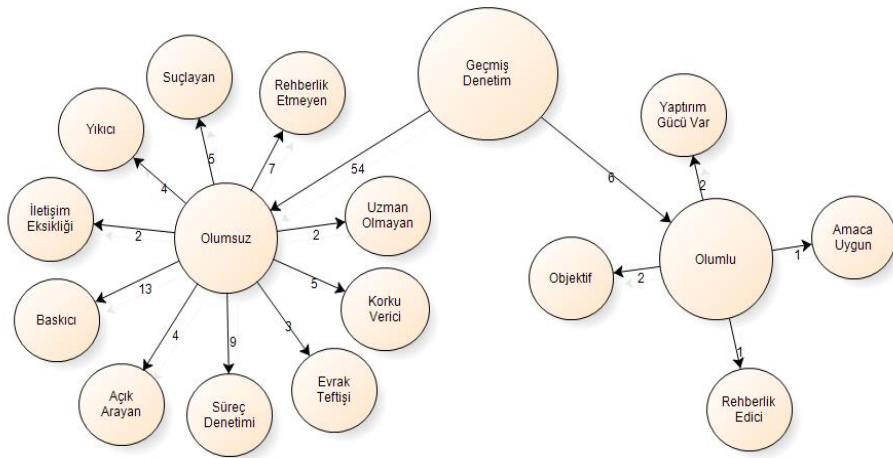 Geçmiş
Denetim
54
6
Olumsuz
Suçlayan
5
Rehberlik
Etmeyen
7
Yıkıcı
4
İletişim
Eksikliği
2
Uzman
Olmayan
2
Baskıcı
13
Korku
Verici
5
Açık
Arayan
4
Süreç
Denetimi
9
Evrak
Teftişi
3
Olumlu
Yaptırım
Gücü Var
2
Amaca
Uygun
1
Objektif
2
Rehberlik
Edici
1